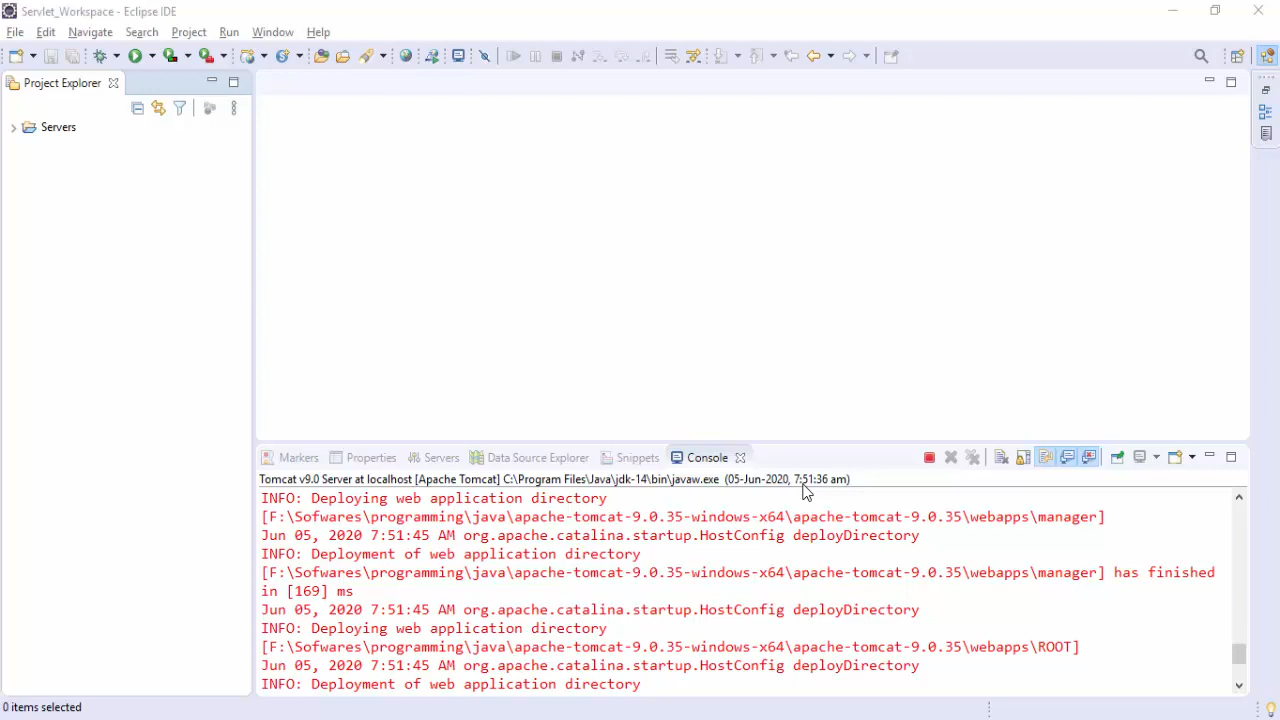 Servlet_Workspace - Eclipse IDE
File Edit Navigate Search Project Run Window Help
Project Explorer
Servers
Markers Properties Servers Data Source Explorer Snippets Console
Tomcat v9.0 Server at localhost [Apache Tomcat] C:\Program Files\Java\jdk-14\bin\javaw.exe (05-Jun-2020, 7:51:36 am)
INFO: Deploying web application directory
[F:\Sofwares\programming\java\apache-tomcat-9.0.35-windows-x64\apache-tomcat-9.0.35\webapps\manager]
Jun 05, 2020 7:51:45 AM org.apache.catalina.startup.HostConfig deployDirectory
INFO: Deployment of web application directory
[F:\Sofwares\programming\java\apache-tomcat-9.0.35-windows-x64\apache-tomcat-9.0.35\webapps\manager] has finished
in [169] ms
Jun 05, 2020 7:51:45 AM org.apache.catalina.startup.HostConfig deployDirectory
INFO: Deploying web application directory
[F:\Sofwares\programming\java\apache-tomcat-9.0.35-windows-x64\apache-tomcat-9.0.35\webapps\ROOT]
Jun 05, 2020 7:51:45 AM org.apache.catalina.startup.HostConfig deployDirectory
INFO: Deployment of web application directory
0 items selected